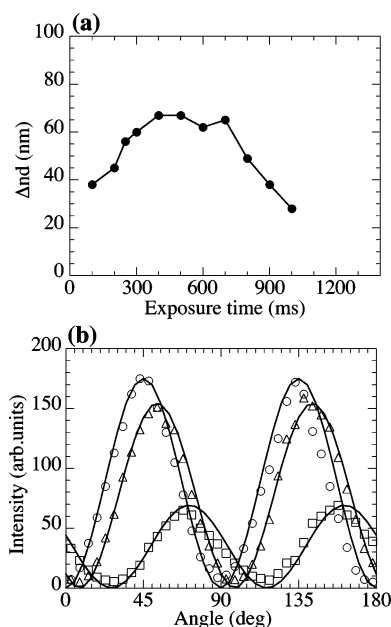 (a)
100
80
60
40
20
0
Δnd (nm)
0 300 600 900 1200
Exposure time (ms)
(b)
200
150
100
50
0
Intensity (arb.units)
0 45 90 135 180
Angle (deg)